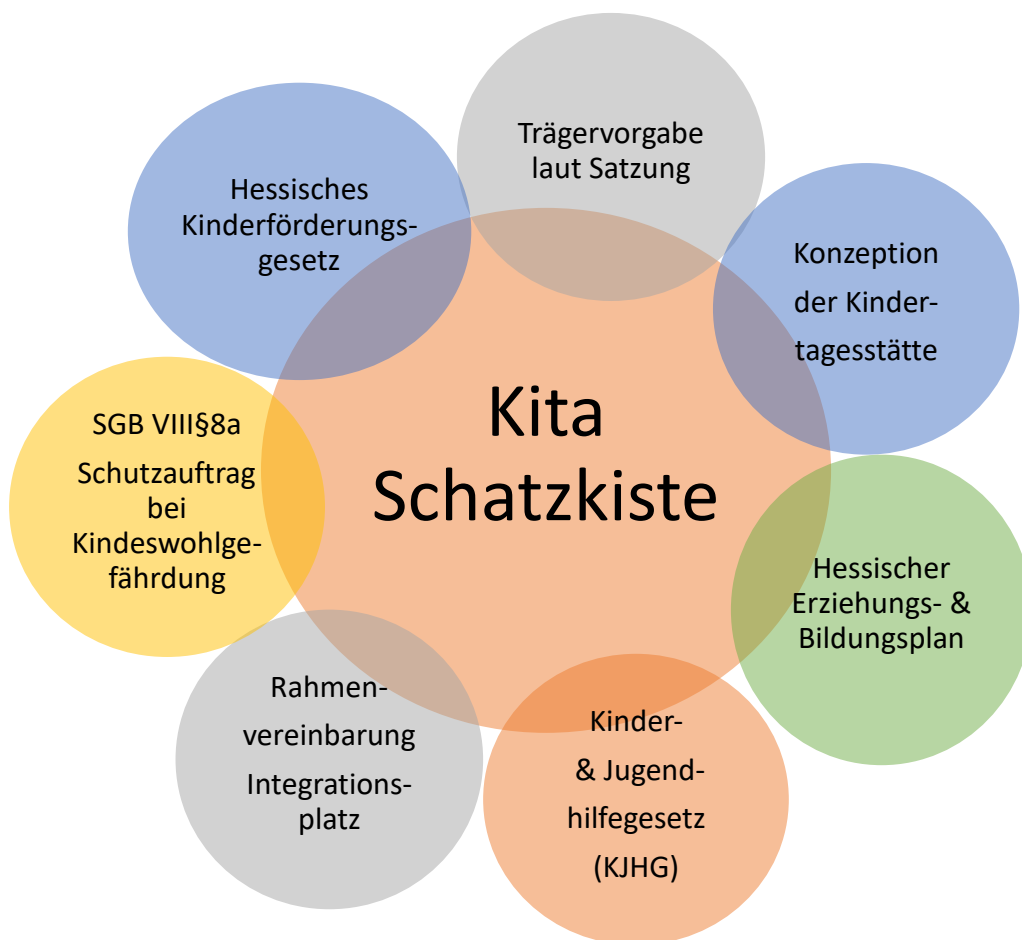 Trägervorgabe
laut Satzung
Hessisches
Kinderförderungs-
gesetz
Konzeption
der Kinder-
tagesstätte
Kita
Schatzkiste
SGB VIII§8a
Schutzauftrag
bei
Kindeswohlge-
fährdung
Hessischer
Erziehungs- &
Bildungsplan
Rahmen-
vereinbarung
Integrations-
platz
Kinder-
& Jugend-
hilfegesetz
(KJHG)